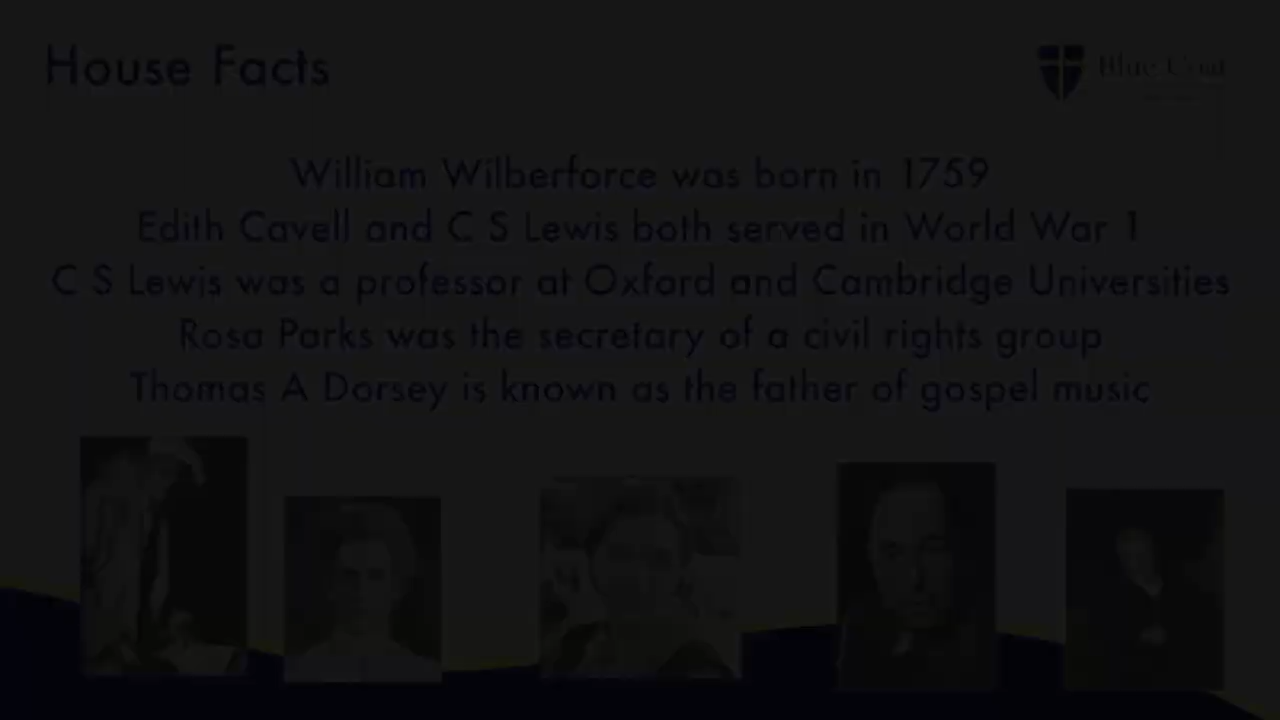 House Facts
Blue Coat
William Wilberforce was born in 1759
Edith Cavell and C S Lewis both served in World War 1
C S Lewis was a professor at Oxford and Cambridge Universities
Rosa Parks was the secretary of a civil rights group
Thomas A Dorsey is known as the father of gospel music